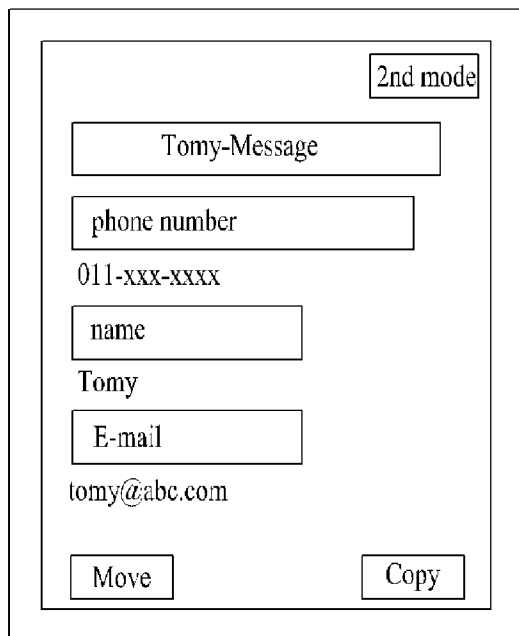 2nd mode
Tomy-Message
phone number
011-xxx-xxxx
name
Tomy
E-mail
tomy@abc.com
Move
Copy